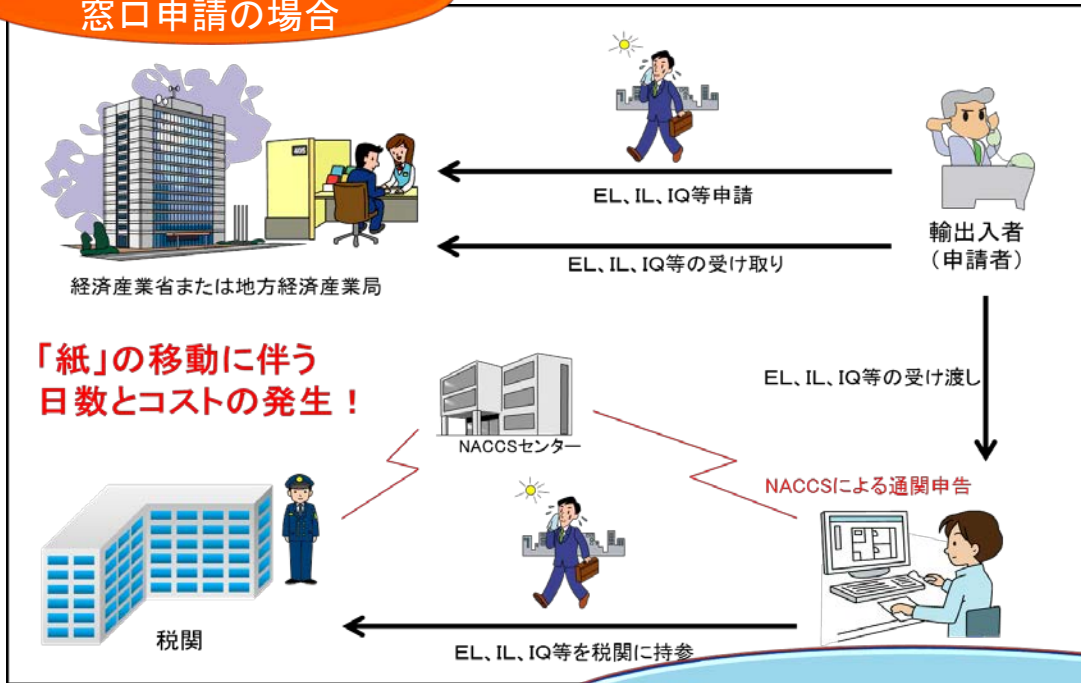 窓口申請の場合
EL、IL、IQ等申請
EL、IL、IQ等の受け取り
輸出入者
（申請者）
経済産業省または地方経済産業局
「紙」の移動に伴う
日数とコストの発生！
EL、IL、IQ等の受け渡し
NACCSセンター
NACCSによる通関申告
税関
EL、IL、IQ等を税関に持参